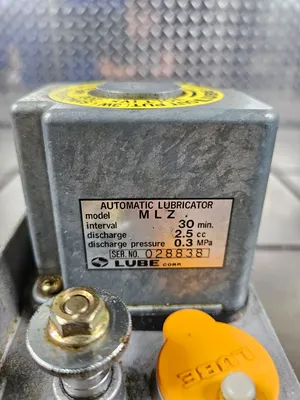 AUTOMATIC LUBRICATOR
model MLZ
interval 30 min.
discharge 2.5 cc
discharge pressure 0.3 MPa
SER.NO. 028838
LUBE CORP.
LUBE